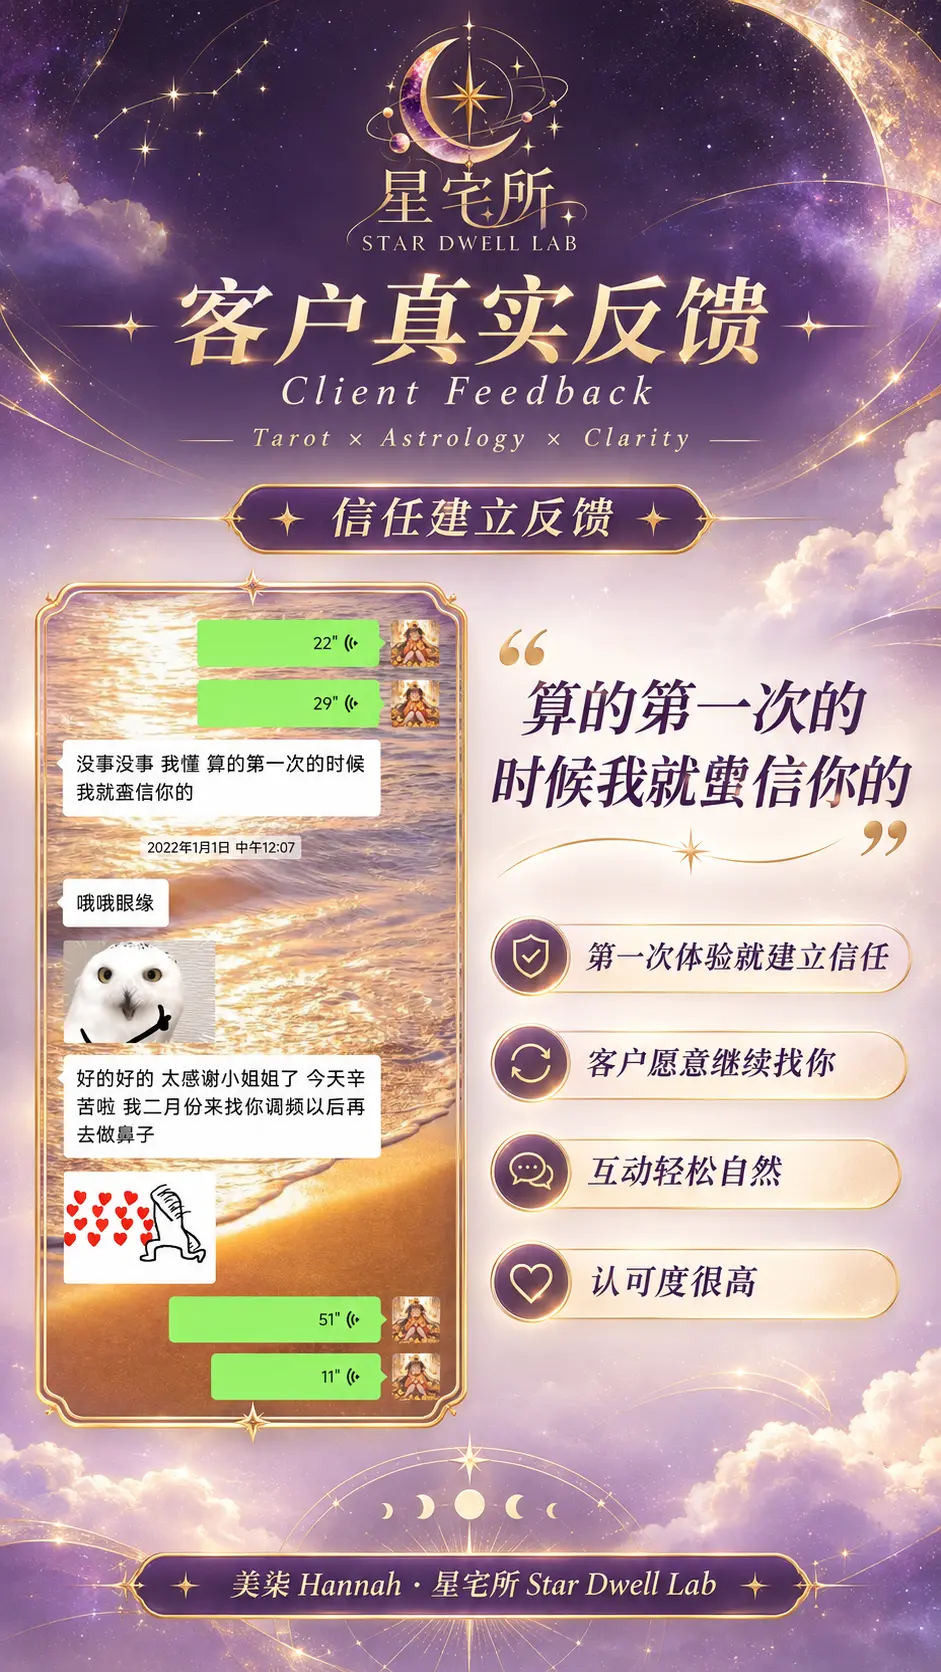 星宅所
STAR DWELL LAB
客户真实反馈
Client Feedback
Tarot × Astrology × Clarity
信任建立反馈
22"
29"
没事没事 我懂 算的第一次的时候
我就蛮信你的
2022年1月1日 中午12:07
哦哦眼缘
好的好的 太感谢小姐姐了 今天辛
苦啦 我二月份来找你调频以后再
去做鼻子
51"
11"
“
算的第一次的
时候我就蛮信你的
”
第一次体验就建立信任
客户愿意继续找你
互动轻松自然
认可度很高
美柒 Hannah · 星宅所 Star Dwell Lab